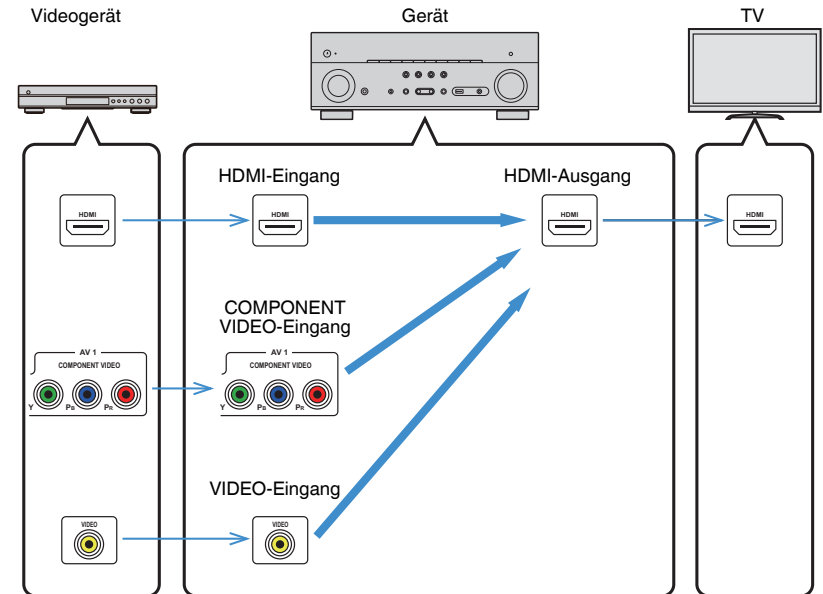 Videogerät
Gerät
TV
HDMI-Eingang
HDMI-Ausgang
HDMI
HDMI
HDMI
HDMI
COMPONENT
VIDEO-Eingang
AV 1
COMPONENT VIDEO
Y PB PR
AV 1
COMPONENT VIDEO
Y PB PR
VIDEO-Eingang
VIDEO
VIDEO